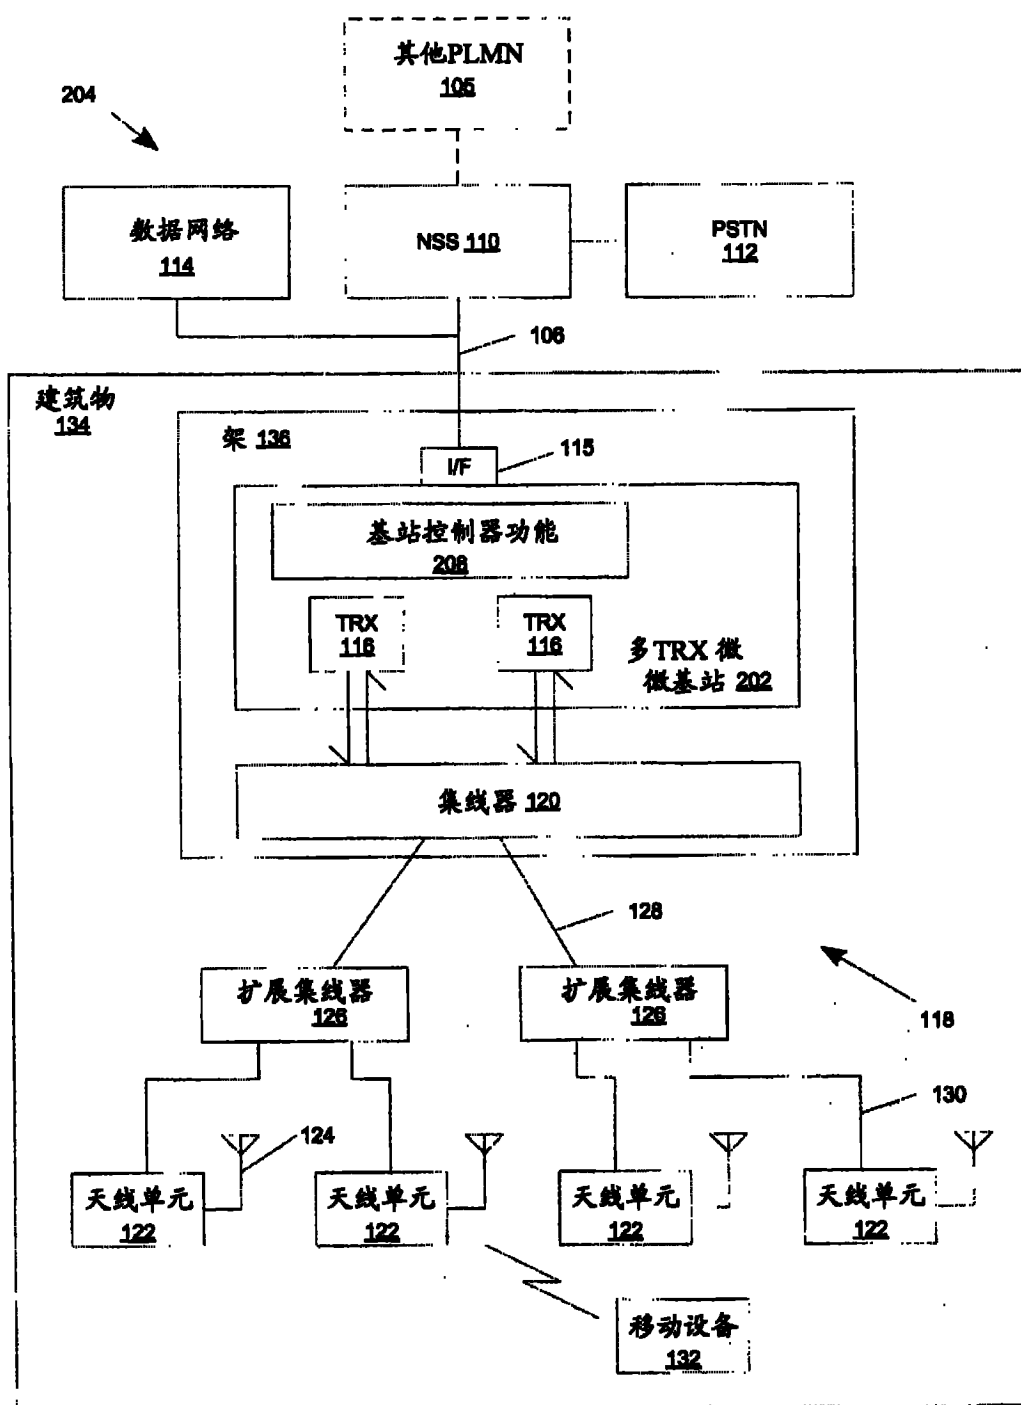 其他PLMN
105
204
数据网络
114
NSS 110
PSTN
112
106
建筑物
134
架 136
I/F
115
基站控制器功能
208
TRX
116
TRX
116
多TRX 微
微基站 202
集线器 120
128
扩展集线器
126
扩展集线器
126
118
130
124
天线单元
122
天线单元
122
天线单元
122
天线单元
122
移动设备
132